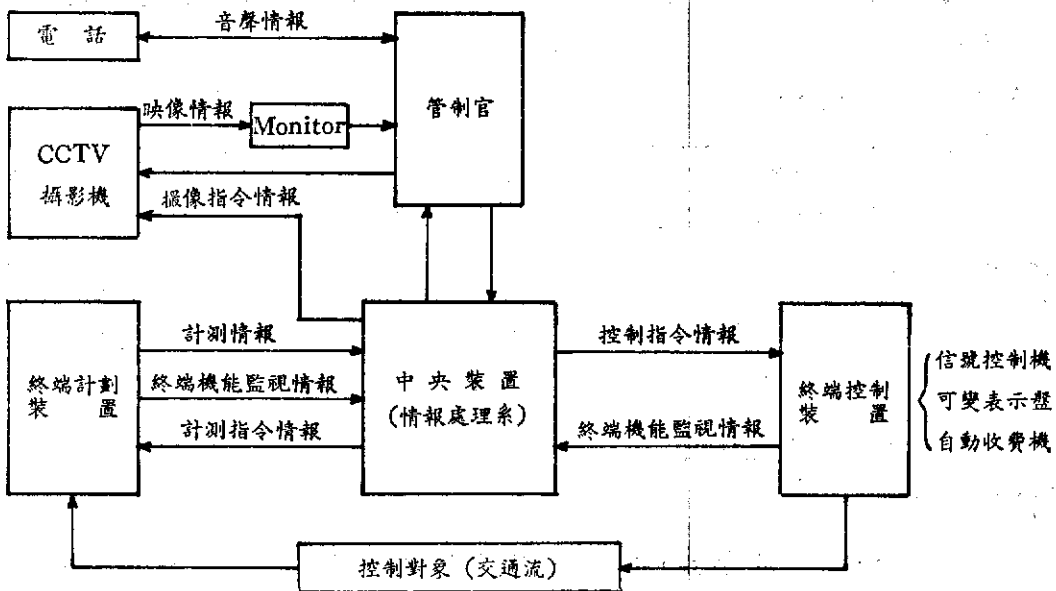 電話
音聲情報
管制官
映像情報
Monitor
CCTV
攝影機
撮像指令情報
計測情報
終端計劃
裝置
終端機能監視情報
計測指令情報
中央裝置
(情報處理系)
控制指令情報
終端機能監視情報
終端控制
裝置
信號控制機
可變表示盤
自動收費機
控制對象(交通流)